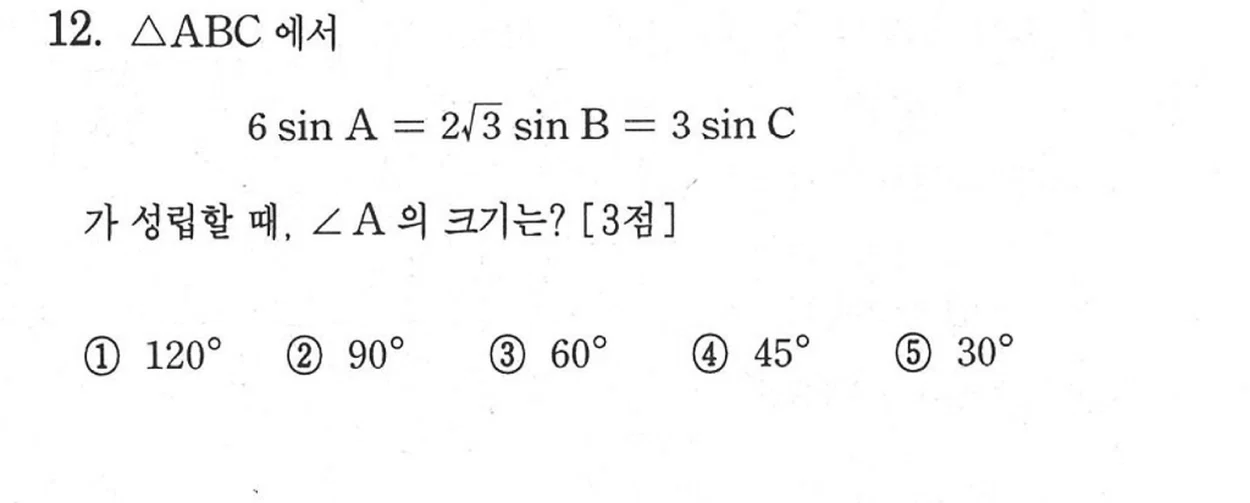 12. △ABC 에서
6 sin A = 2√3 sin B = 3 sin C
가 성립할 때, ∠A 의 크기는? [3점]
① 120° ② 90° ③ 60° ④ 45° ⑤ 30°